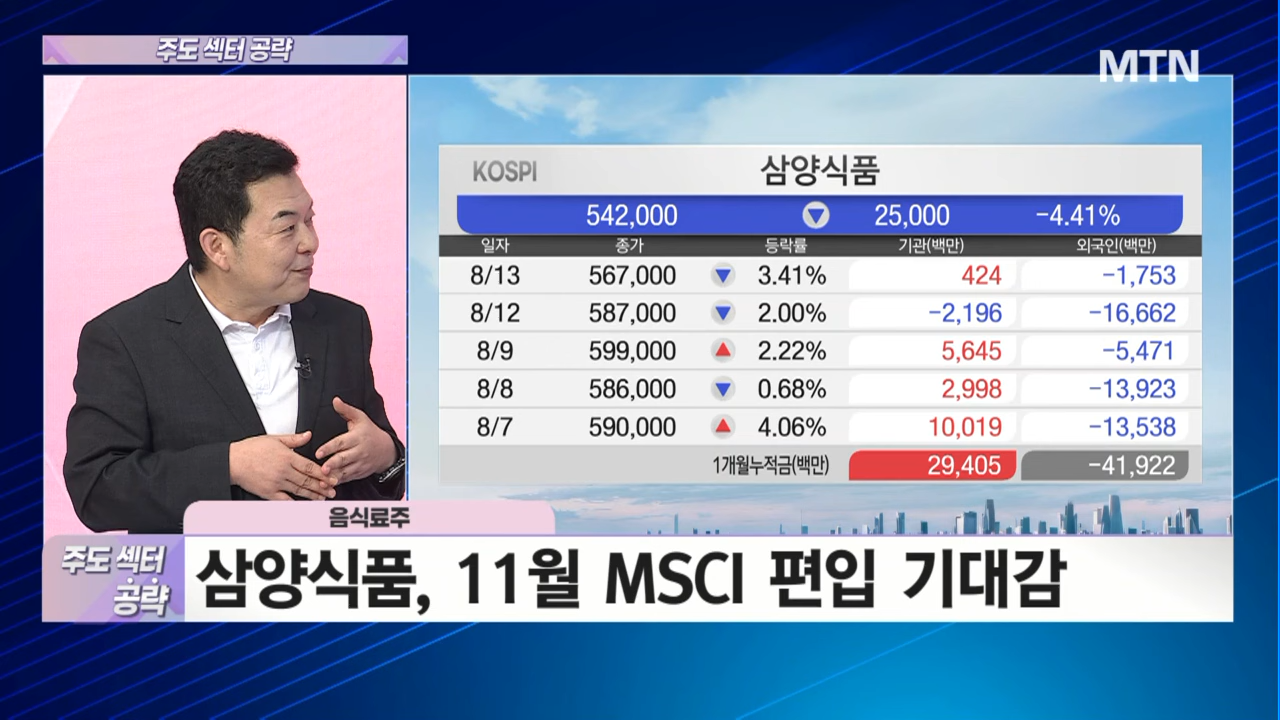 주도 섹터 공략
MTN
KOSPI 삼양식품
542,000 ▼ 25,000 -4.41%
일자 종가 등락률 기관(백만) 외국인(백만)
8/13 567,000 ▼ 3.41% 424 -1,753
8/12 587,000 ▼ 2.00% -2,196 -16,662
8/9 599,000 ▲ 2.22% 5,645 -5,471
8/8 586,000 ▼ 0.68% 2,998 -13,923
8/7 590,000 ▲ 4.06% 10,019 -13,538
1개월누적금(백만) 29,405 -41,922
음식료주
주도 섹터
공략
삼양식품, 11월 MSCI 편입 기대감